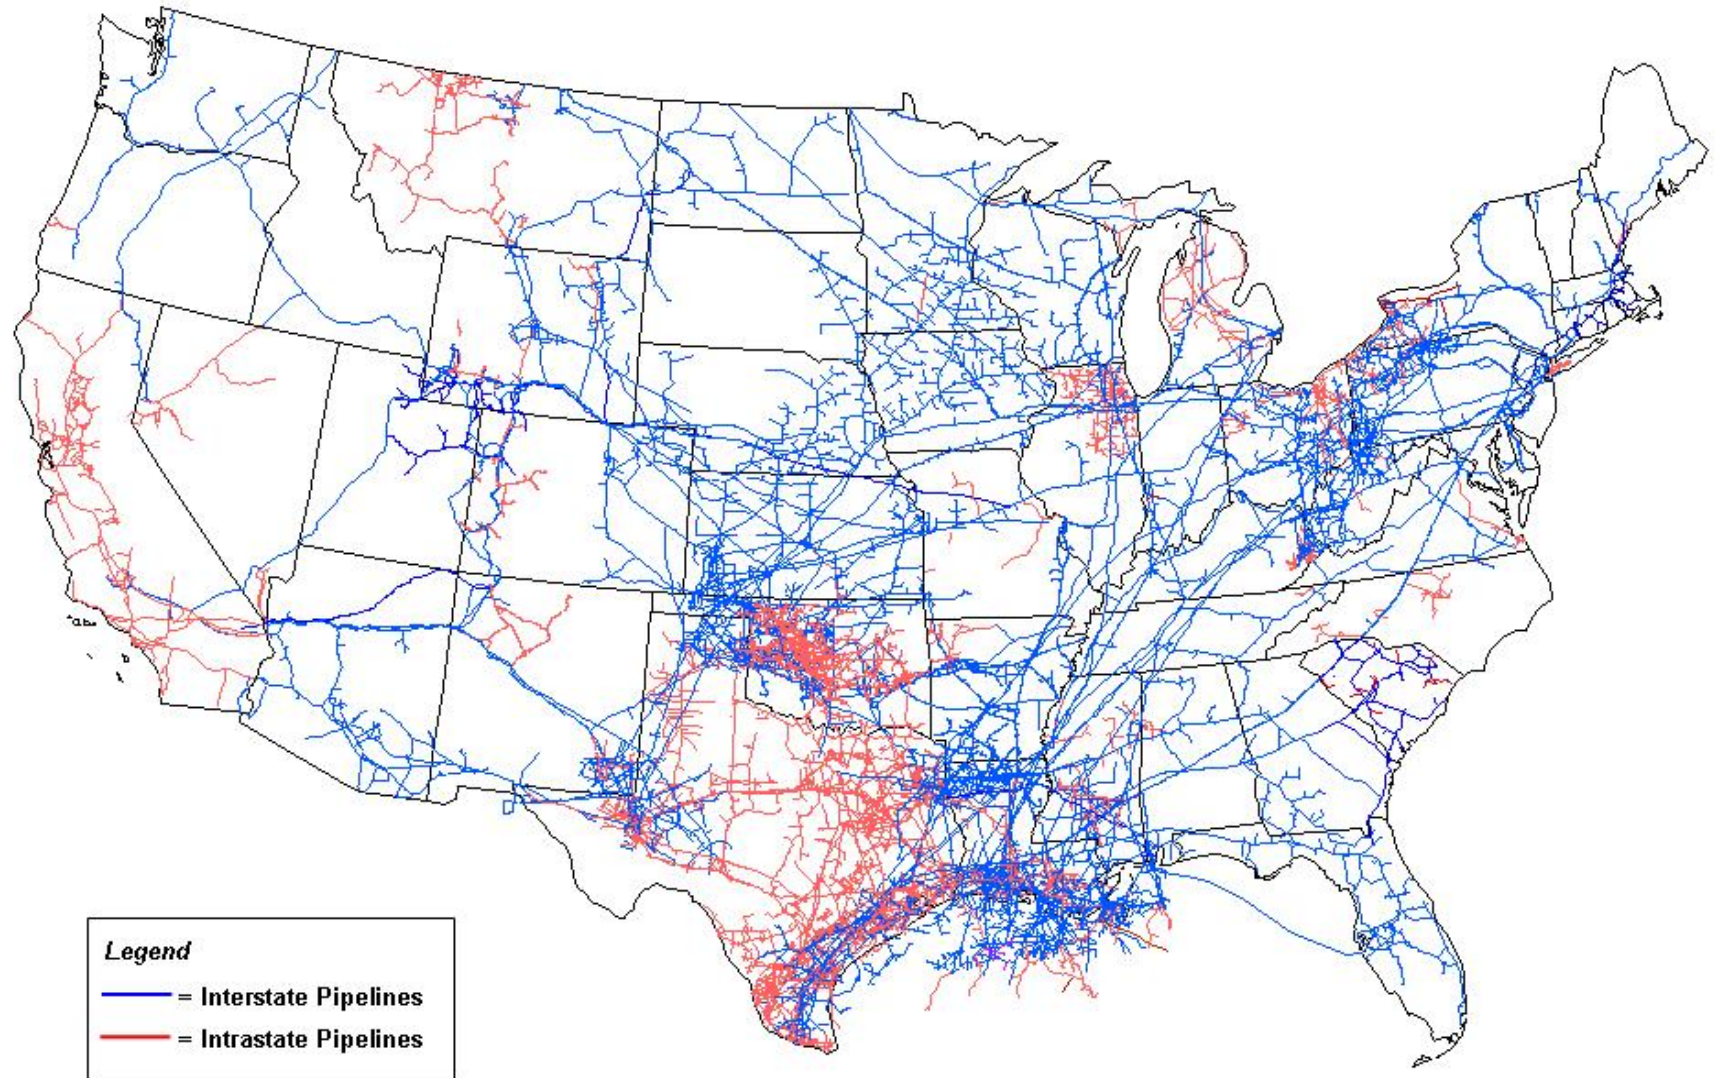 Legend
= Interstate Pipelines
= Intrastate Pipelines